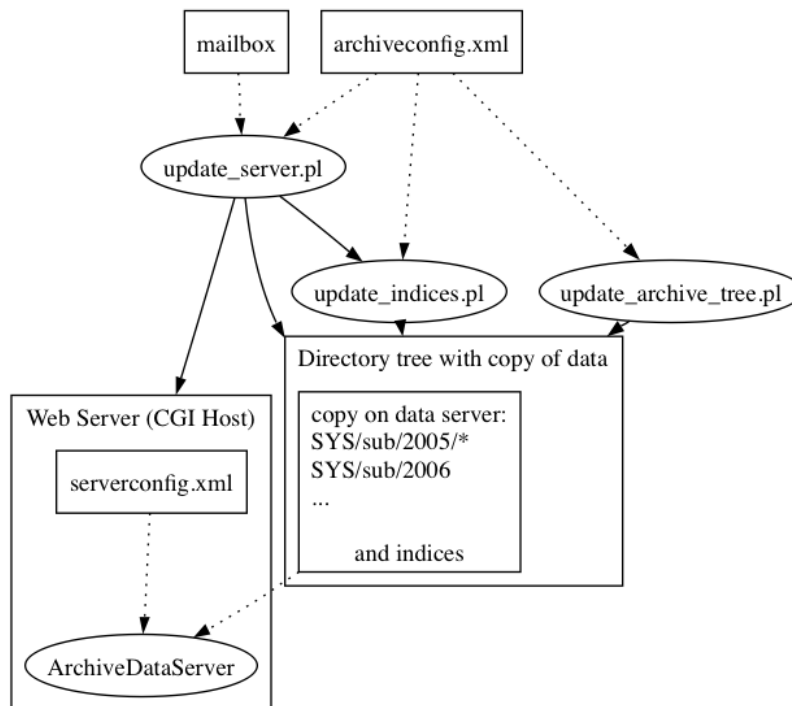 mailbox
archiveconfig.xml
update_server.pl
update_indices.pl
update_archive_tree.pl
Directory tree with copy of data
copy on data server:
SYS/sub/2005/*
SYS/sub/2006
...
and indices
Web Server (CGI Host)
serverconfig.xml
ArchiveDataServer